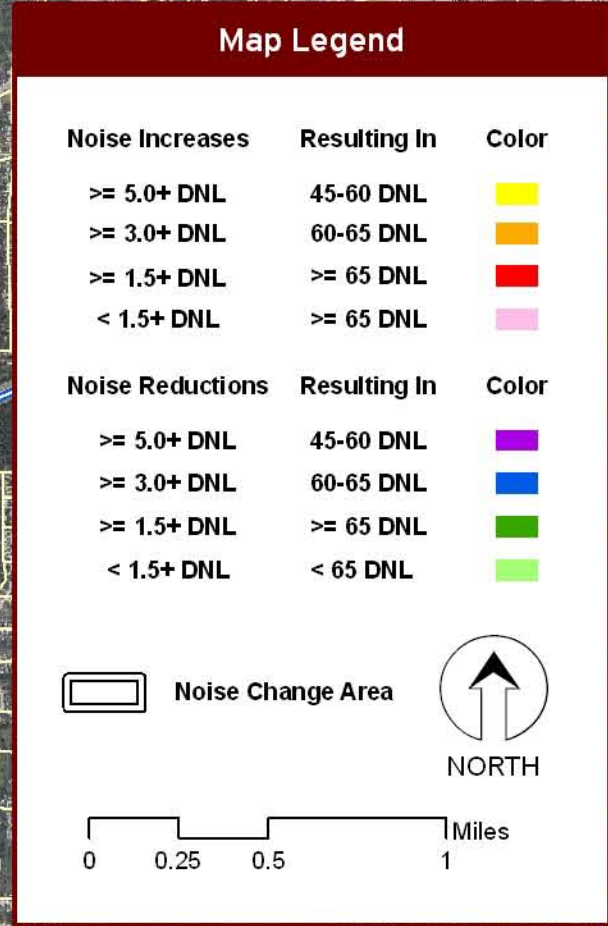 Map Legend
Noise Increases Resulting In Color
>= 5.0+ DNL 45-60 DNL
>= 3.0+ DNL 60-65 DNL
>= 1.5+ DNL >= 65 DNL
< 1.5+ DNL >= 65 DNL
Noise Reductions Resulting In Color
>= 5.0+ DNL 45-60 DNL
>= 3.0+ DNL 60-65 DNL
>= 1.5+ DNL >= 65 DNL
< 1.5+ DNL < 65 DNL
Noise Change Area
NORTH
Miles
0 0.25 0.5 1